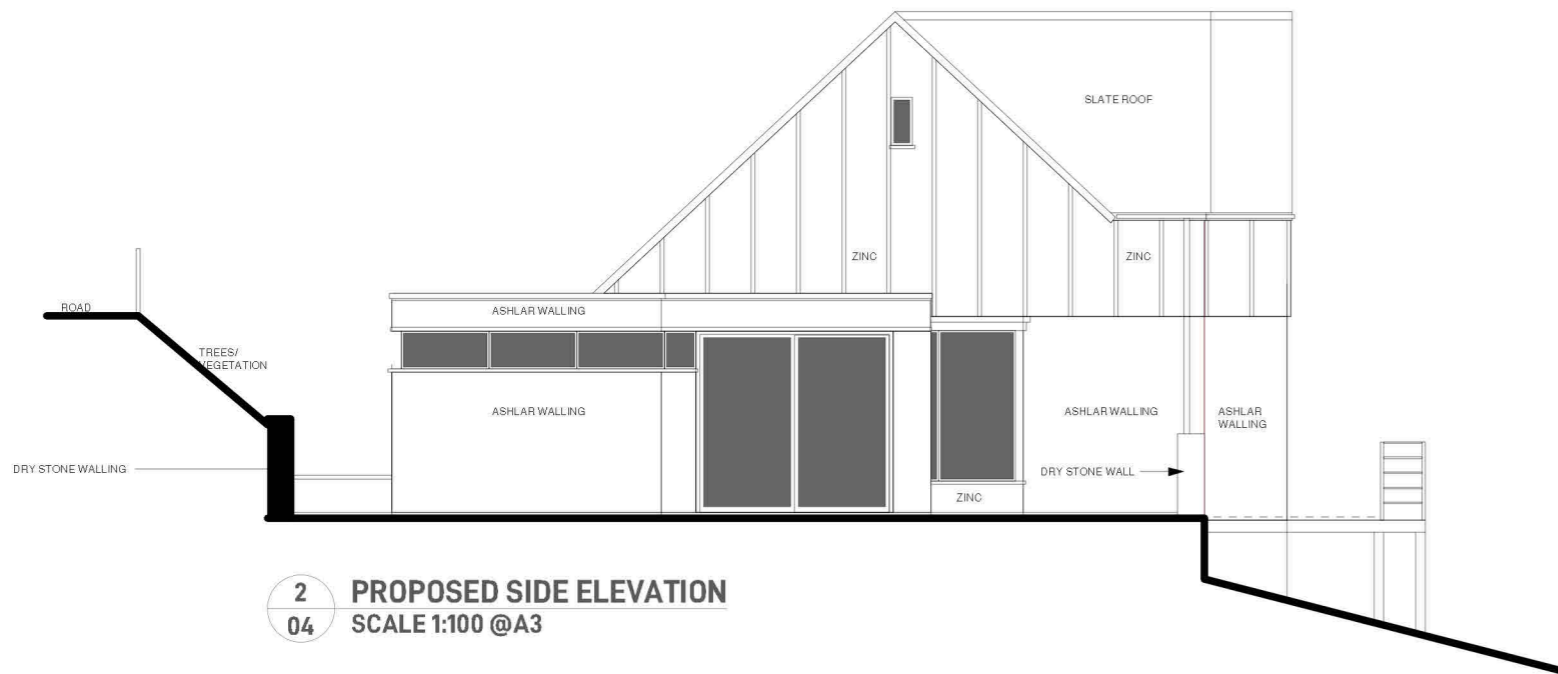 SLATE ROOF
ZINC
ZINC
ROAD
ASHLAR WALLING
TREES/
VEGETATION
ASHLAR WALLING
ASHLAR WALLING
ASHLAR
WALLING
DRY STONE WALLING
DRY STONE WALL
ZINC
2
04
PROPOSED SIDE ELEVATION
SCALE 1:100 @A3